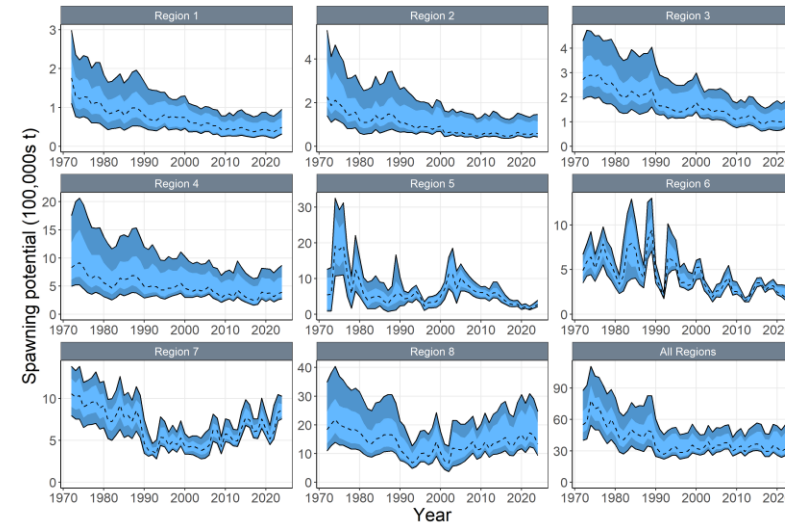 Region 1 Region 2 Region 3
3 2 1 0
4 2 0
4 3 2 1 0
1970 1980 1990 2000 2010 2020 1970 1980 1990 2000 2010 2020 1970 1980 1990 2000 2010
Region 4 Region 5 Region 6
20 15 10 5 0
30 20 10 0
10 5 0
1970 1980 1990 2000 2010 2020 1970 1980 1990 2000 2010 2020 1970 1980 1990 2000 2010
Region 7 Region 8 All Regions
10 5 0
40 30 20 10 0
90 60 30 0
1970 1980 1990 2000 2010 2020 1970 1980 1990 2000 2010 2020 1970 1980 1990 2000 2010
Spawning potential (100,000s t)
Year